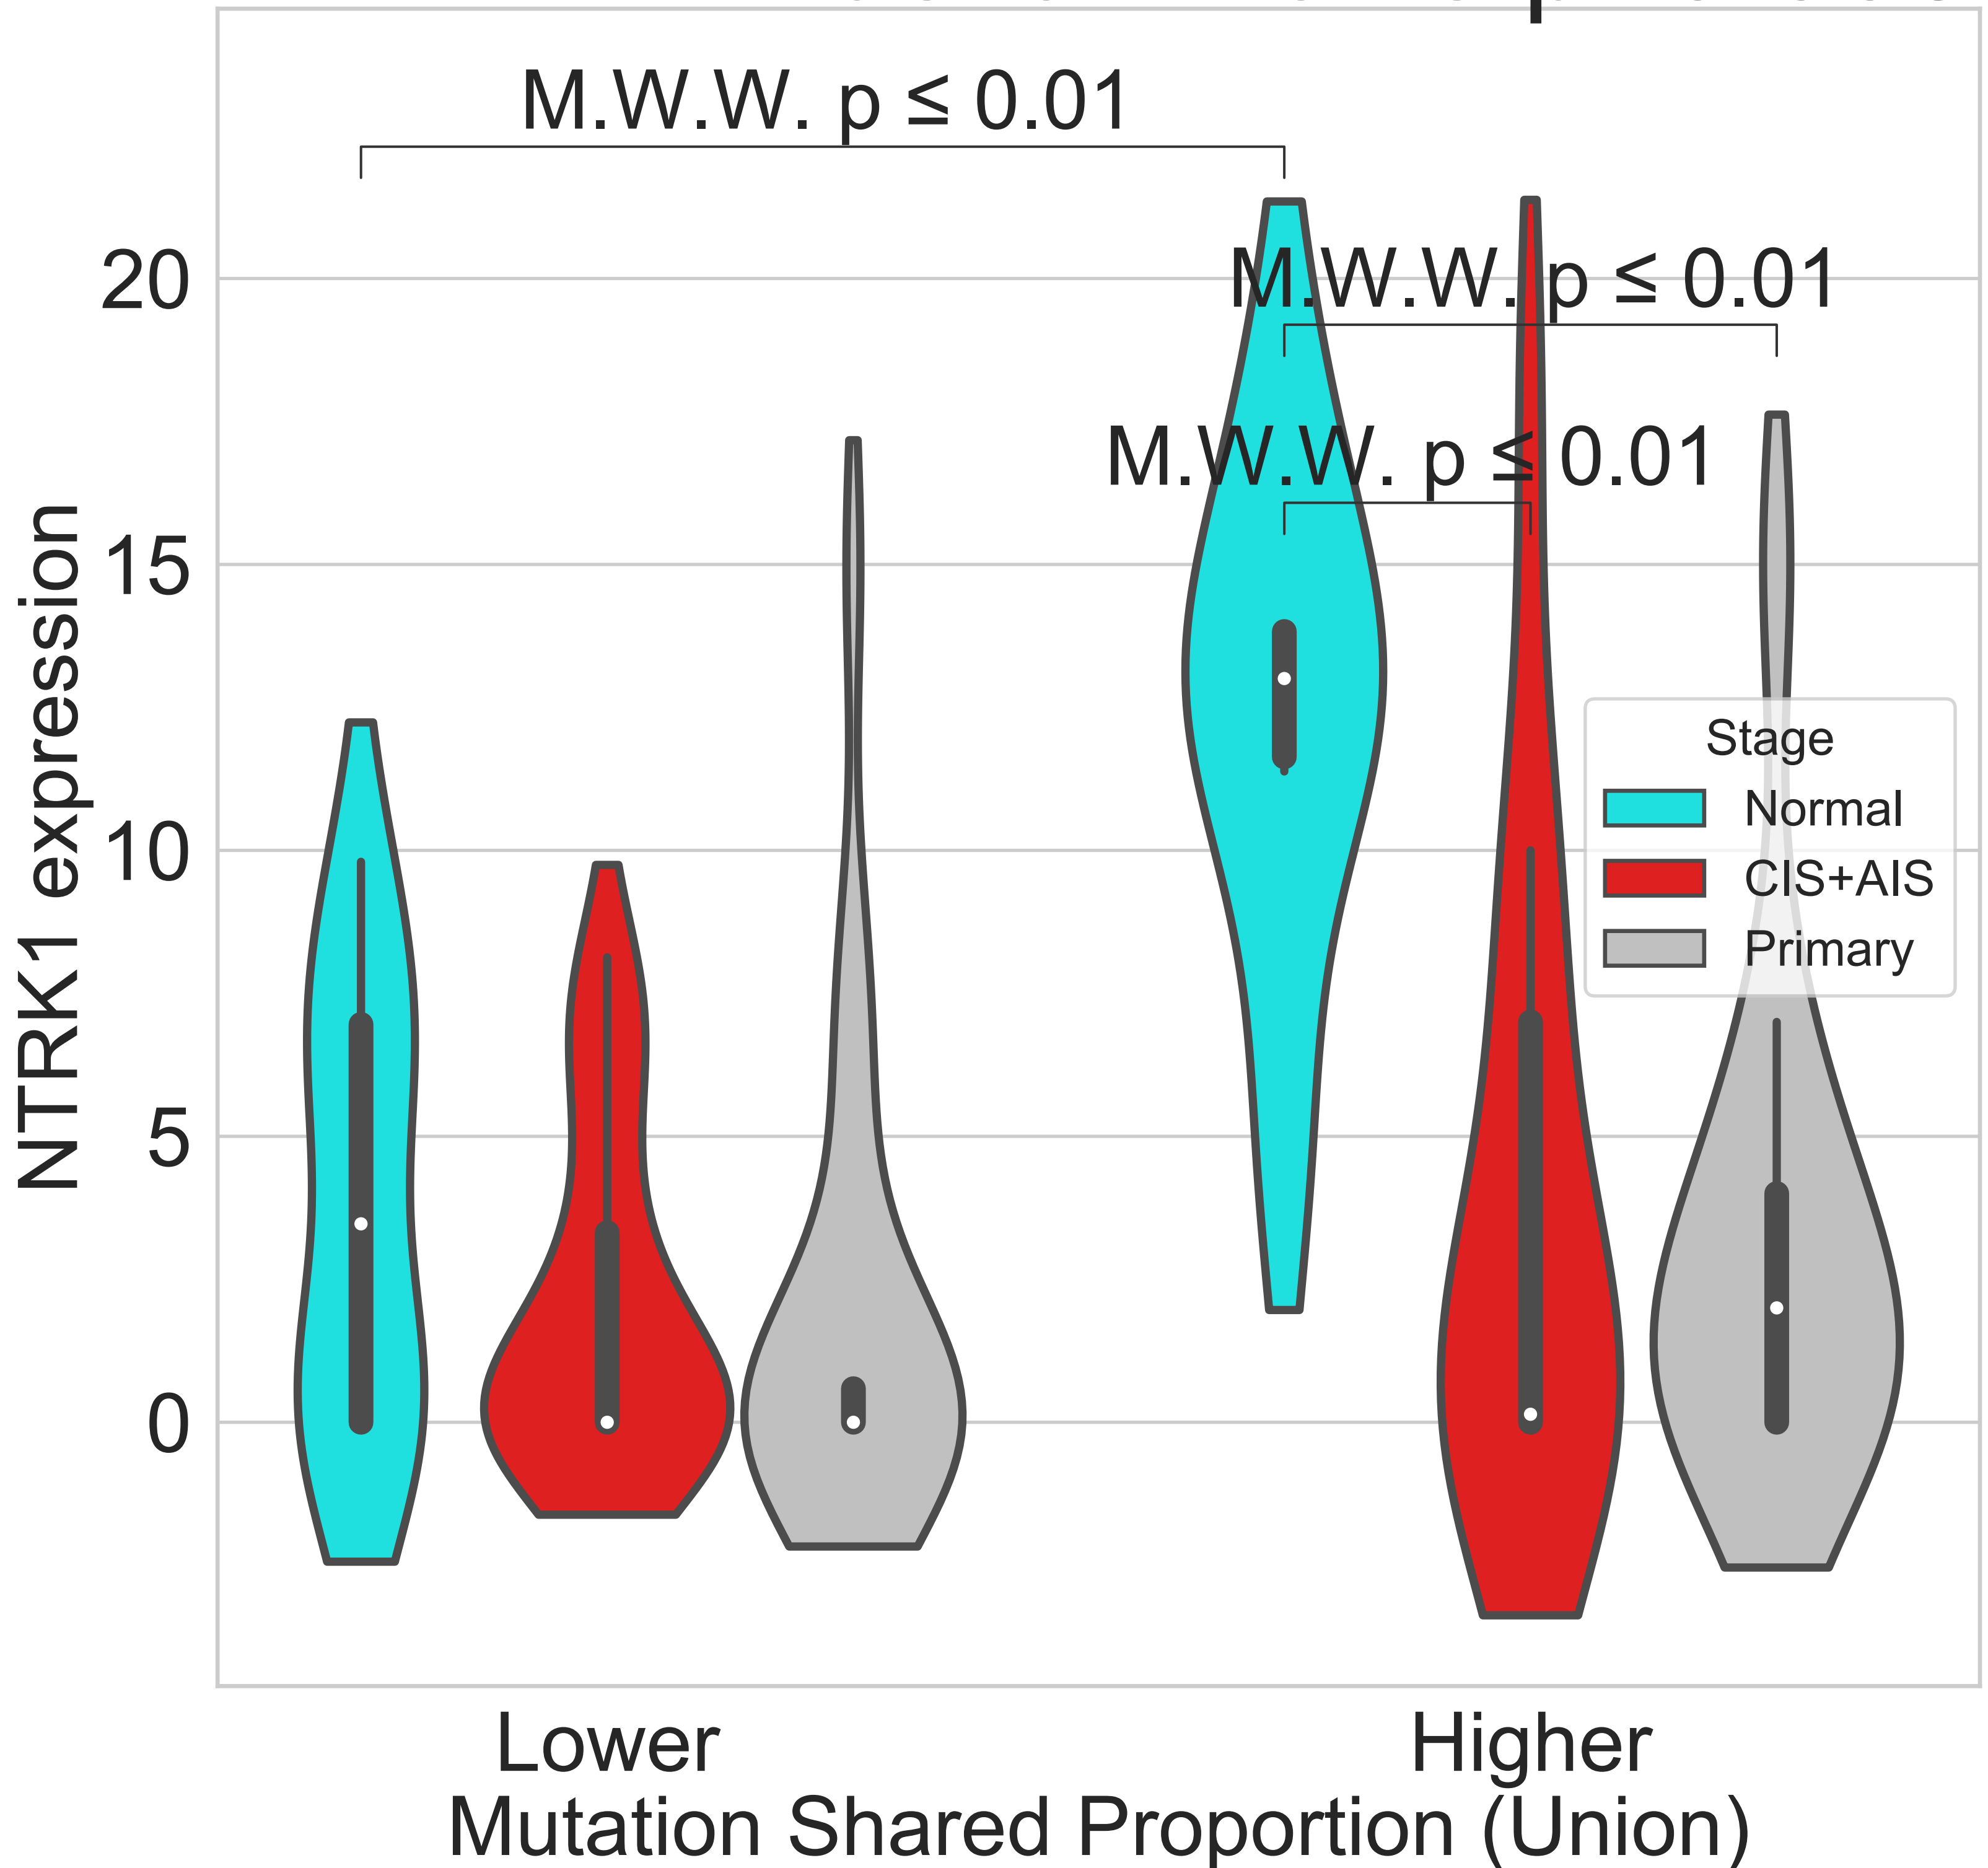 M.W.W. p ≤ 0.01
20
M.W.W. p ≤ 0.01
M.W.W. p ≤ 0.01
15
NTRK1 expression
Stage
Normal
CIS+AIS
Primary
10
5
0
Lower
Higher
Mutation Shared Proportion (Union)